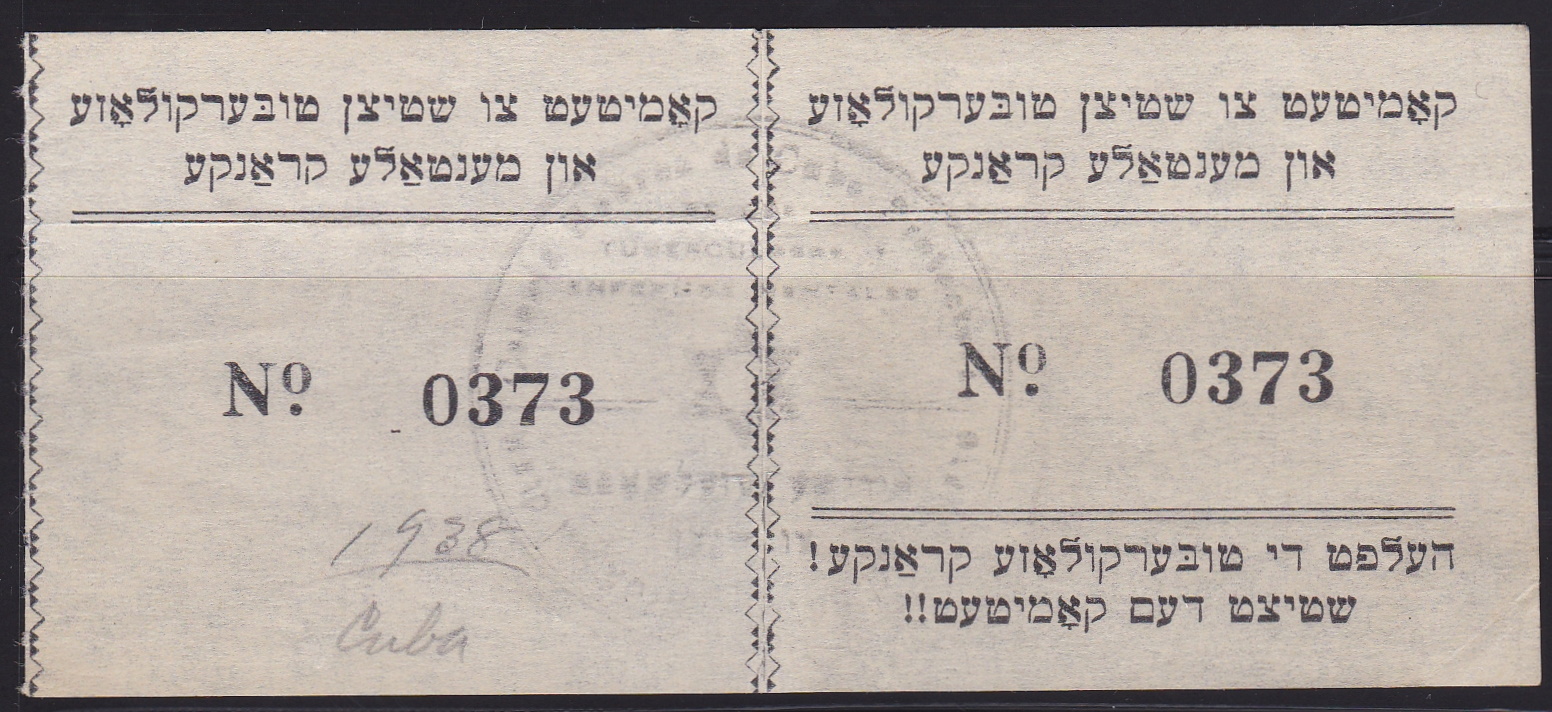 קאָמיטעט צו שטיצן טובערקולאָזע
און מענטאַלע קראַנקע
Nº. 0373
העלפט די טובערקולאָזע קראַנקע!
שטיצט דעם קאָמיטעט!!
קאָמיטעט צו שטיצן טובערקולאָזע
און מענטאַלע קראַנקע
Nº. 0373
1938
Cuba
de Cuba